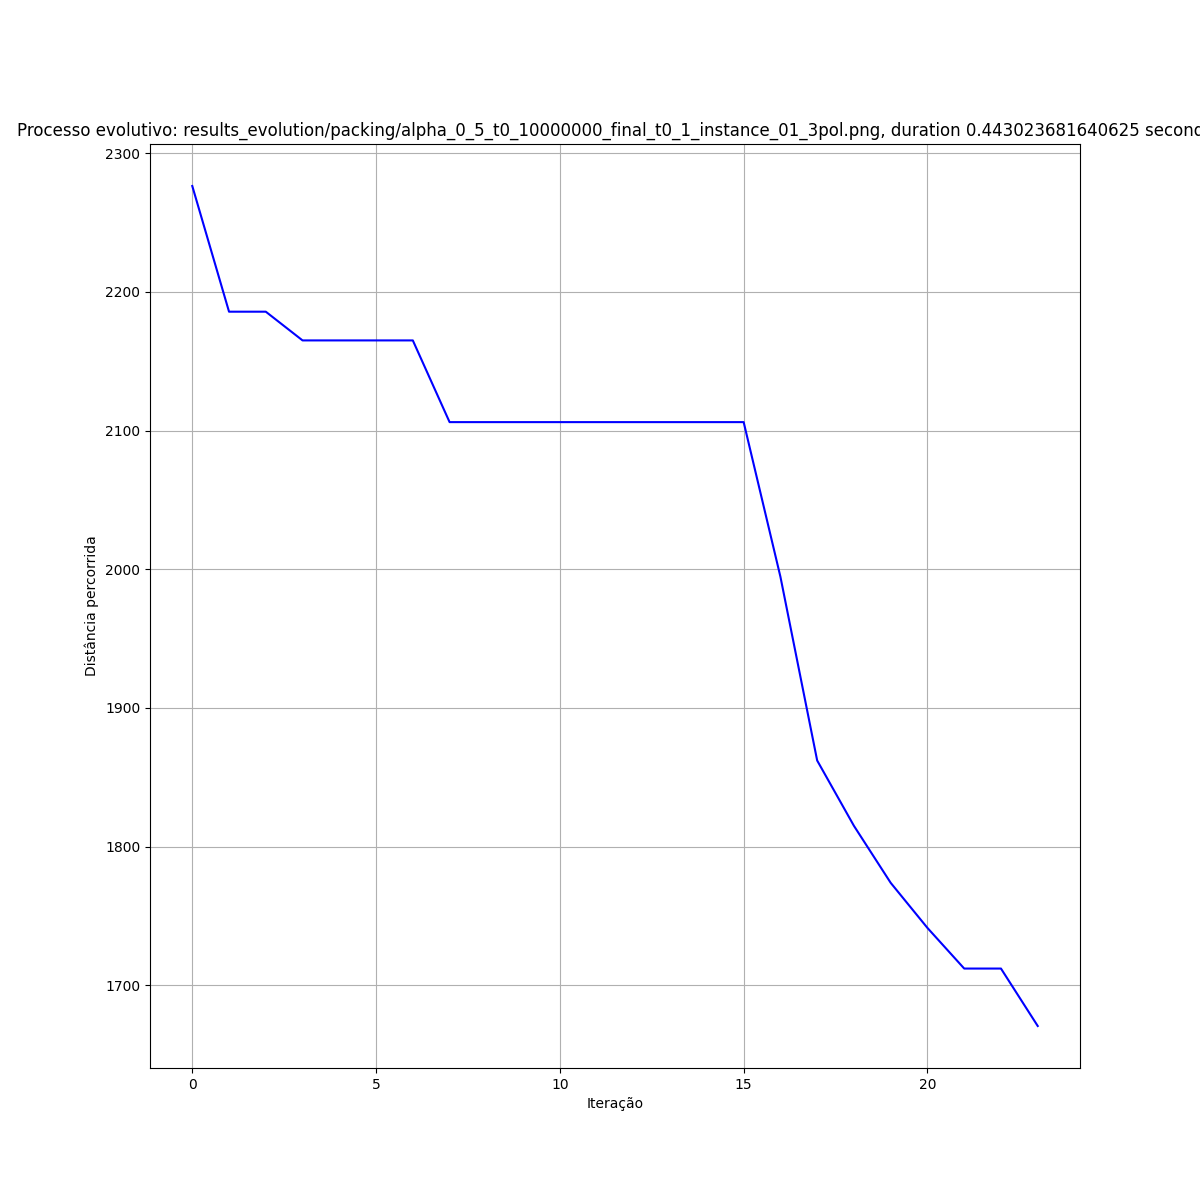 Processo evolutivo: results_evolution/packing/alpha_0_5_t0_10000000_final_t0_1_instance_01_3pol.png, duration 0.443023681640625
2300
2200
2100
2000
1900
1800
1700
Distância percorrida
0 5 10 15 20
Iteração